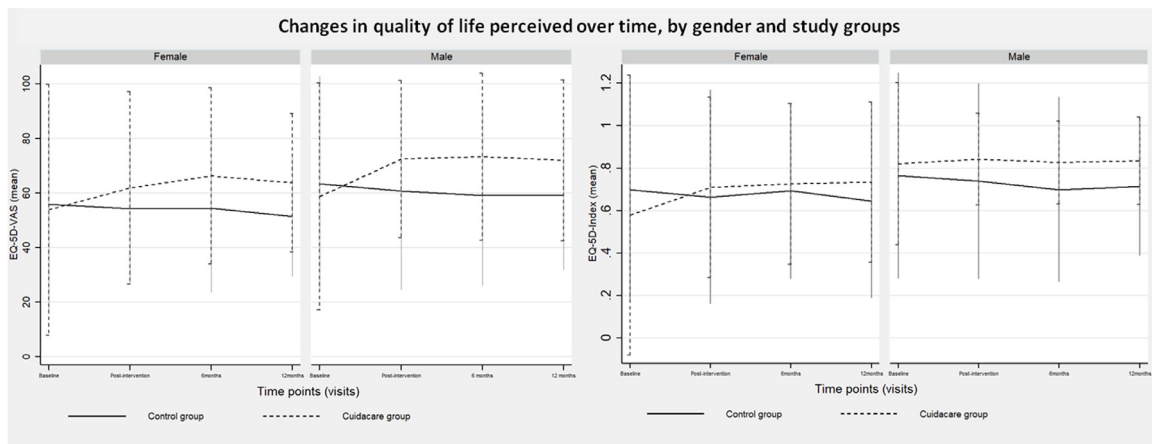 Changes in quality of life perceived over time, by gender and study groups
Female
Male
EQ-5D-VAS (mean)
100
80
60
40
20
0
Baseline
Post-intervention
6months
12months
Baseline
Post-intervention
6 months
12 months
Time points (visits)
Control group
Cuidacare group
Female
Male
EQ-5D-Index (mean)
1.2
1
.8
.6
.4
.2
0
Baseline
Post-intervention
6months
12months
Baseline
Post-intervention
6months
12months
Time points (visits)
Control group
Cuidacare group